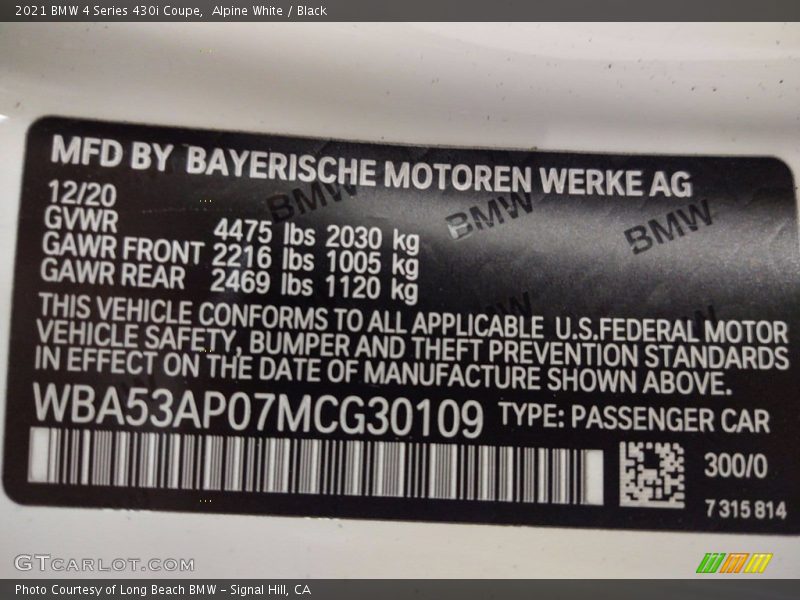 2021 BMW 4 Series 430i Coupe,  Alpine White / Black
MFD BY BAYERISCHE MOTOREN WERKE AG
12/20
BMW BMW BMW
GVWR 4475 lbs 2030 kg
GAWR FRONT 2216 lbs 1005 kg
GAWR REAR 2469 lbs 1120 kg
THIS VEHICLE CONFORMS TO ALL APPLICABLE U.S.FEDERAL MOTOR
VEHICLE SAFETY, BUMPER AND THEFT PREVENTION STANDARDS
IN EFFECT ON THE DATE OF MANUFACTURE SHOWN ABOVE.
WBA53AP07MCG30109 TYPE: PASSENGER CAR
300/0
7 315 814
GTCARLOT.COM
Photo Courtesy of Long Beach BMW – Signal Hill, CA